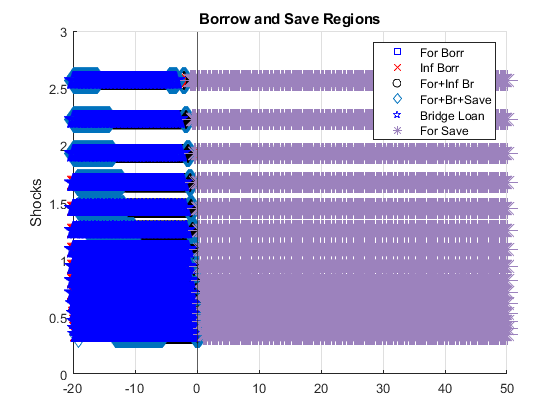 Borrow and Save Regions
3
2.5
2
1.5
1
0.5
0
Shocks
For Borr
Inf Borr
For+Inf Br
For+Br+Save
Bridge Loan
For Save
-20 -10 0 10 20 30 40 50